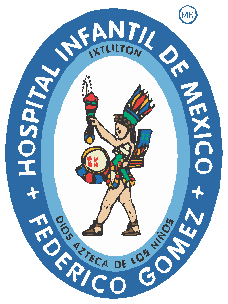 MR
HOSPITAL INFANTIL DE MEXICO
IXTLILTON
DIOS AZTECA DE LOS NIÑOS
+ FEDERICO GOMEZ +